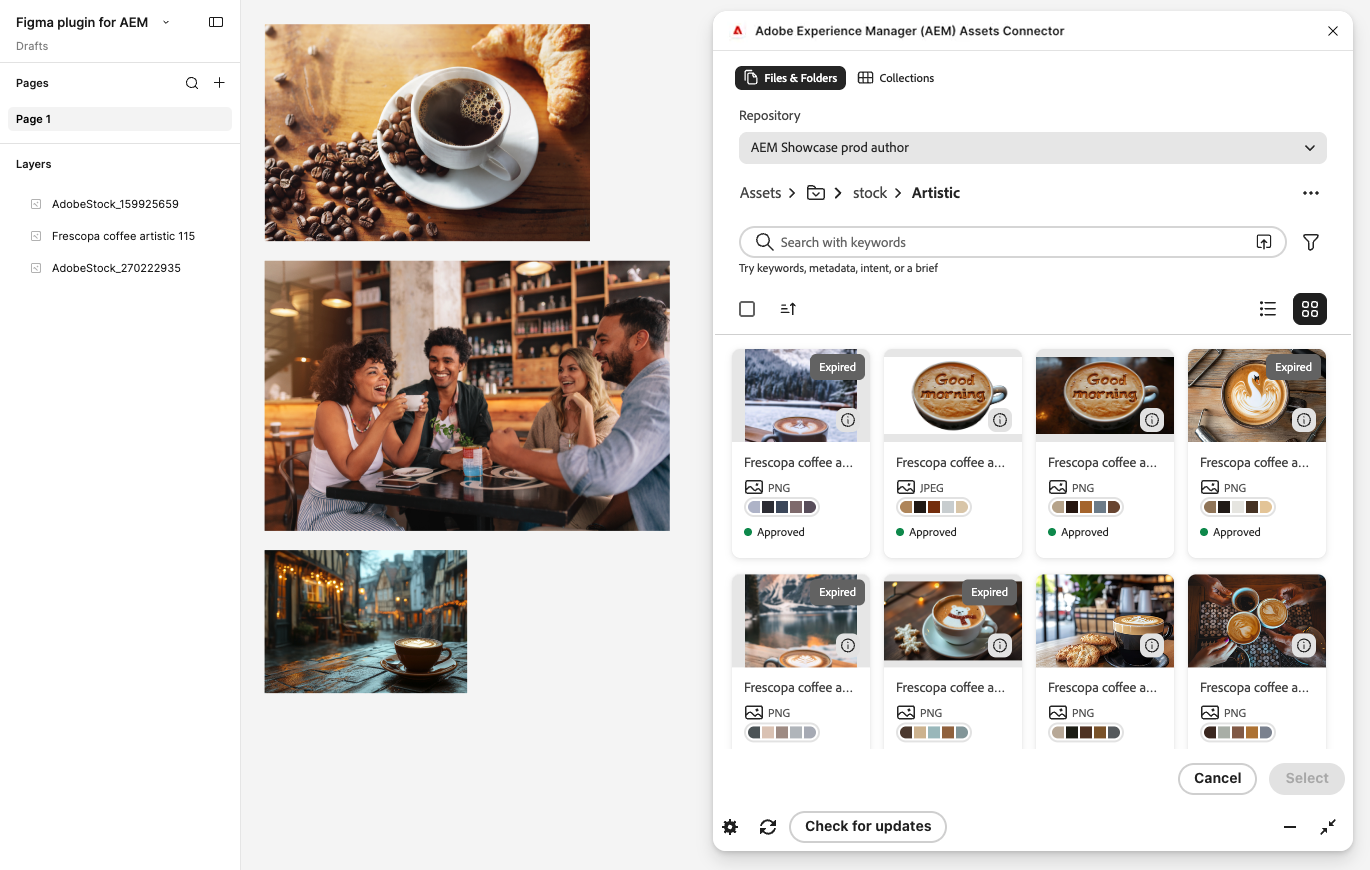 Figma plugin for AEM
Drafts
Pages
Page 1
Layers
AdobeStock_159925659
Frescopa coffee artistic 115
AdobeStock_270222935
Adobe Experience Manager (AEM) Assets Connector
Files & Folders
Collections
Repository
AEM Showcase prod author
Assets
stock
Artistic
Search with keywords
Try keywords, metadata, intent, or a brief
Expired
Good
morning
Good
morning
Expired
Frescopa coffee a...
Frescopa coffee a...
Frescopa coffee a...
Frescopa coffee a...
PNG
JPEG
PNG
PNG
Approved
Approved
Approved
Approved
Expired
Expired
Frescopa coffee a...
Frescopa coffee a...
Frescopa coffee a...
Frescopa coffee a...
PNG
PNG
PNG
PNG
Cancel
Select
Check for updates